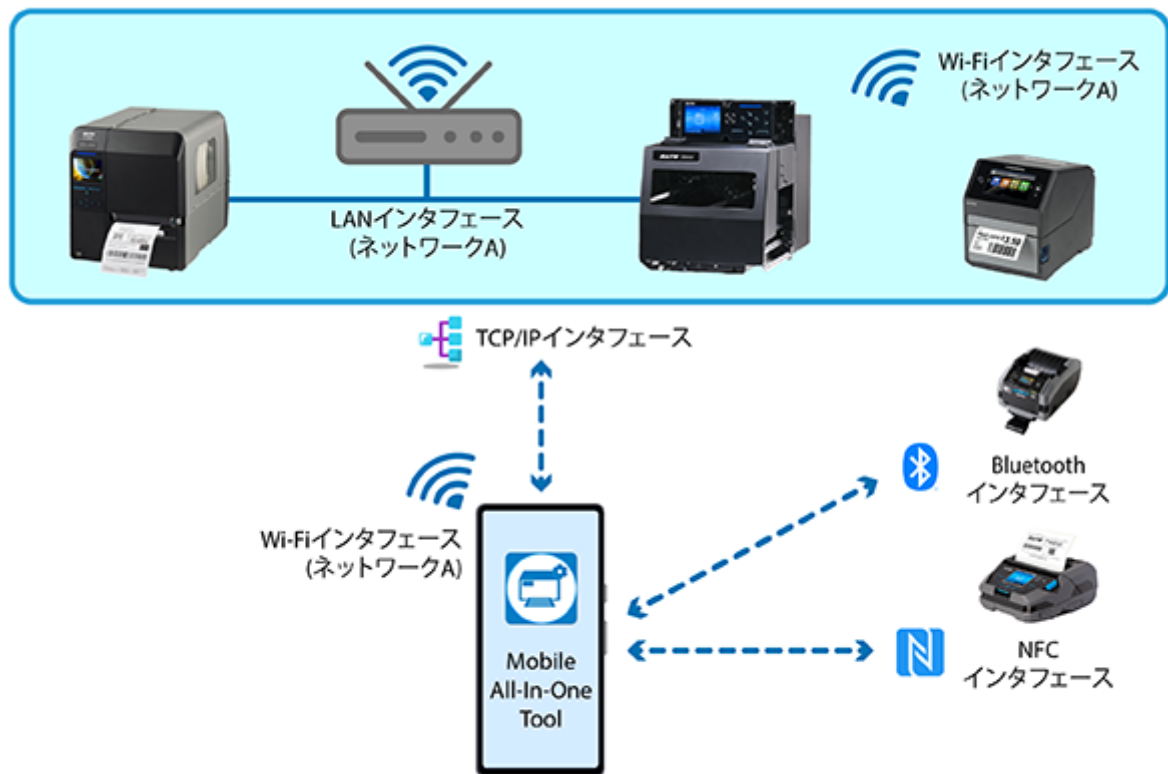 Wi-Fiインタフェース
(ネットワークA)
LANインタフェース
(ネットワークA)
TCP/IPインタフェース
Wi-Fiインタフェース
(ネットワークA)
Mobile
All-In-One
Tool
Bluetooth
インタフェース
NFC
インタフェース